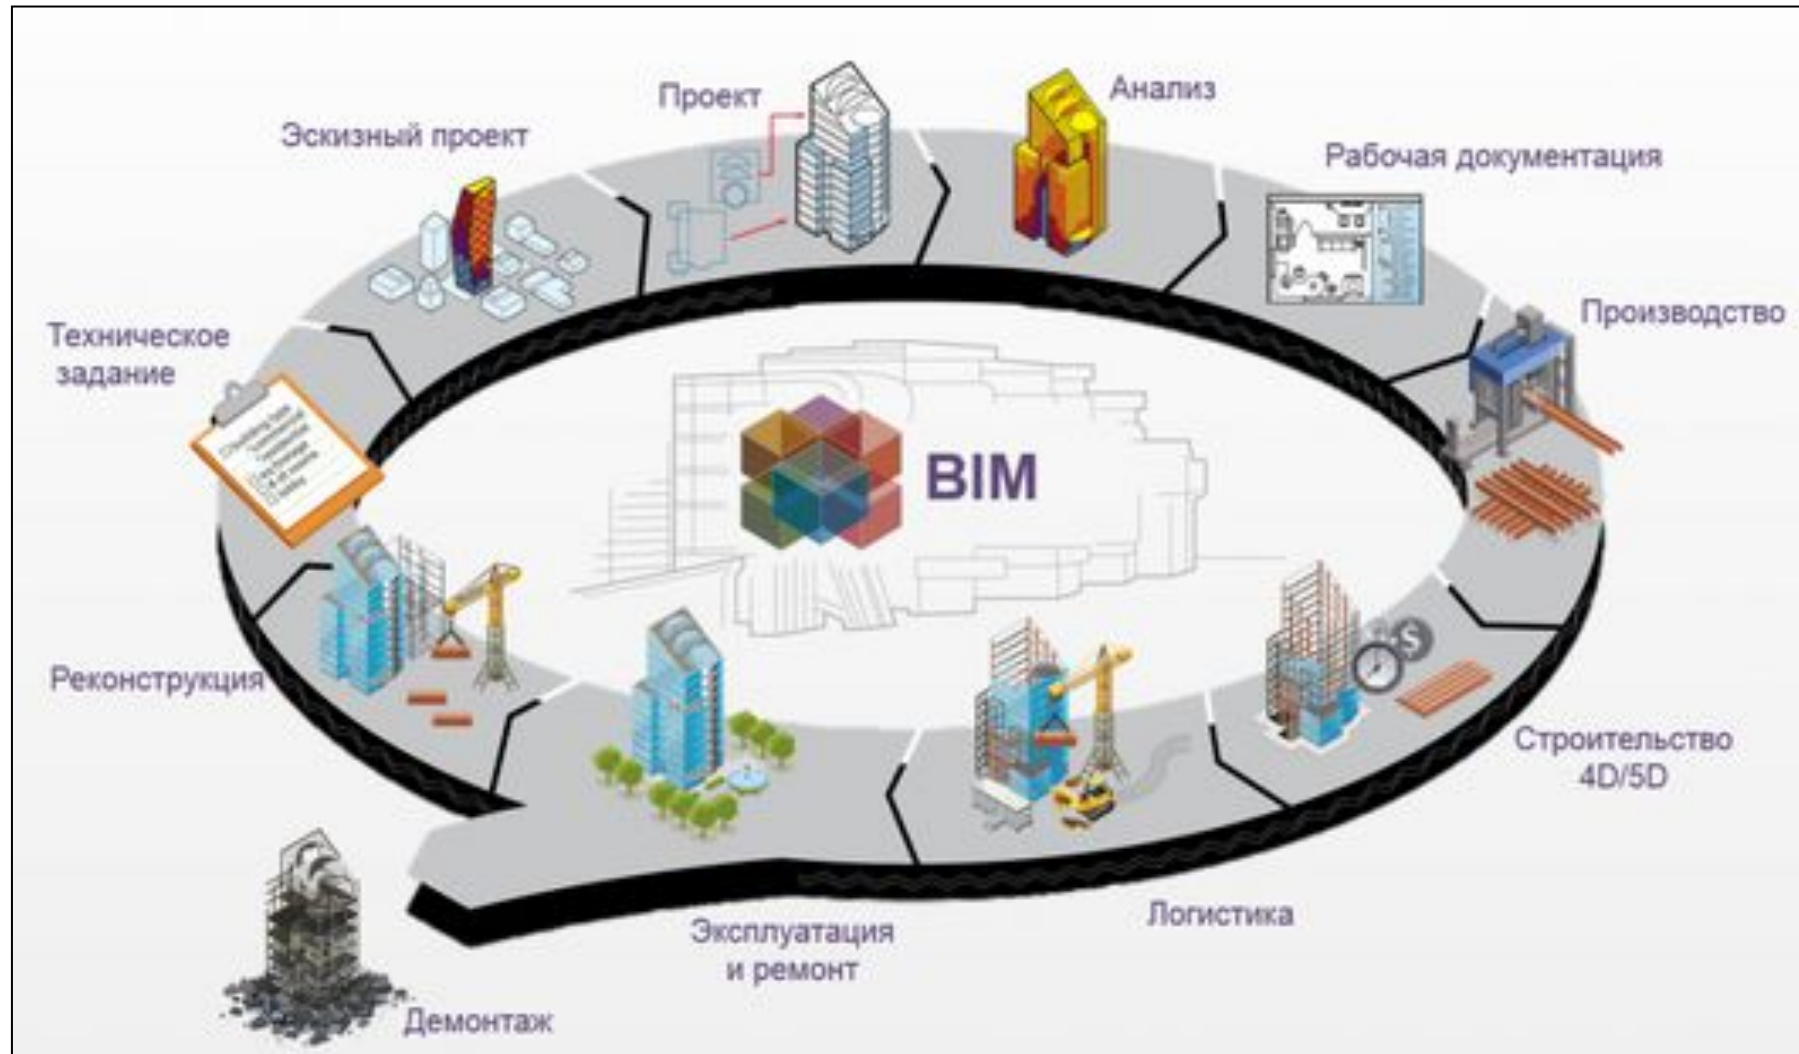 Проект
Анализ
Эскизный проект
Рабочая документация
Производство
Техническое
задание
BIM
Реконструкция
$
Строительство
4D/5D
Логистика
Эксплуатация
и ремонт
Демонтаж